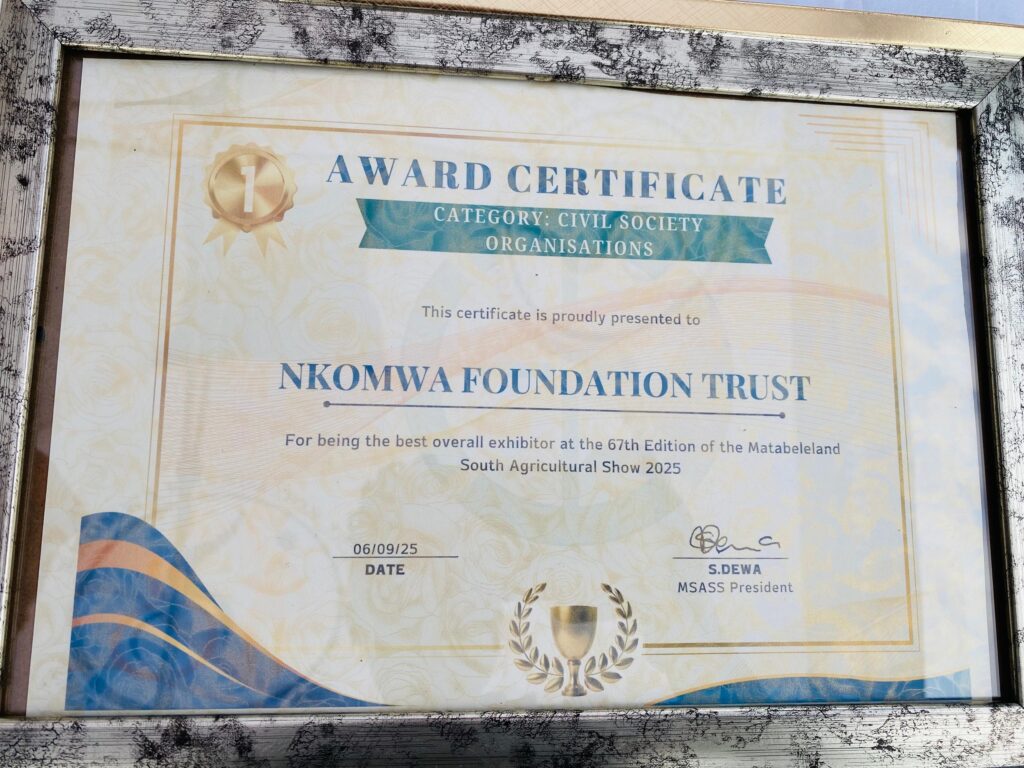 1
AWARD CERTIFICATE
CATEGORY: CIVIL SOCIETY
ORGANISATIONS
This certificate is proudly presented to
NKOMWA FOUNDATION TRUST
For being the best overall exhibitor at the 67th Edition of the Matabeleland
South Agricultural Show 2025
06/09/25
DATE
S.DEWA
MSASS President